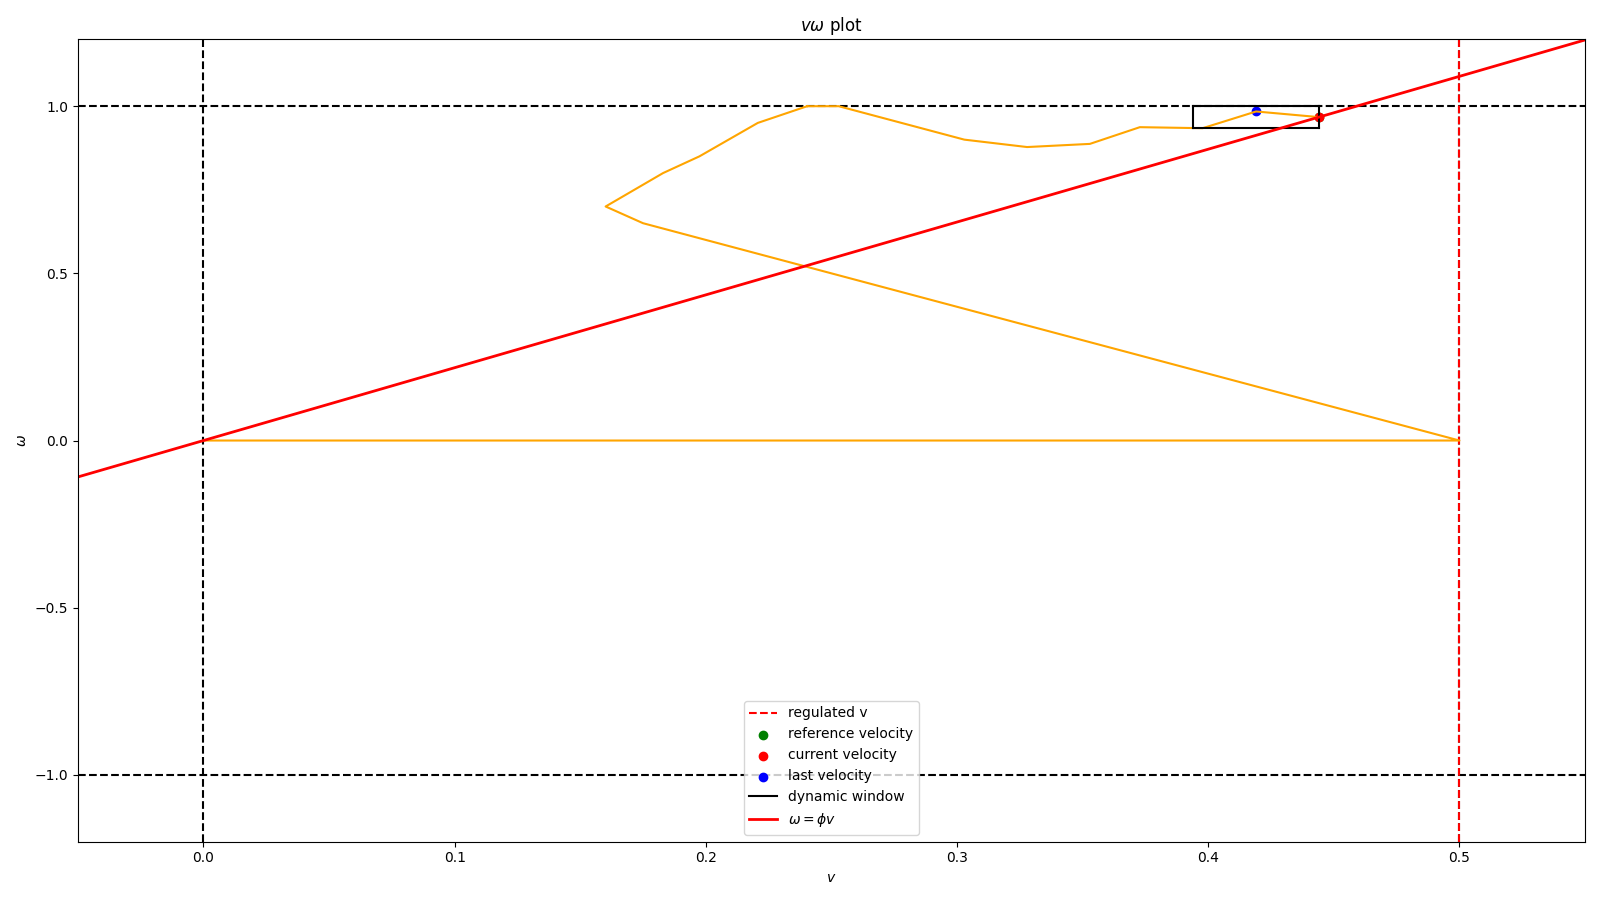 vω plot
1.0
0.5
0.0
−0.5
−1.0
ω
0.0 0.1 0.2 0.3 0.4 0.5
v
regulated v
reference velocity
current velocity
last velocity
dynamic window
ω = ϕv